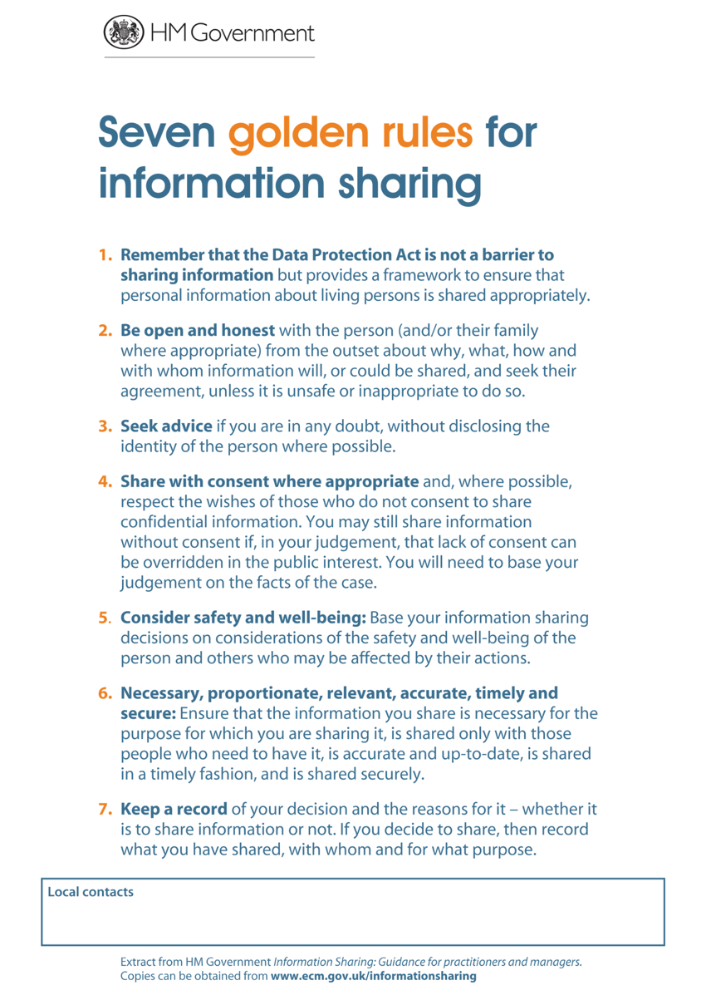 HM Government
Seven golden rules for
information sharing
1. Remember that the Data Protection Act is not a barrier to
sharing information but provides a framework to ensure that
personal information about living persons is shared appropriately.
2. Be open and honest with the person (and/or their family
where appropriate) from the outset about why, what, how and
with whom information will, or could be shared, and seek their
agreement, unless it is unsafe or inappropriate to do so.
3. Seek advice if you are in any doubt, without disclosing the
identity of the person where possible.
4. Share with consent where appropriate and, where possible,
respect the wishes of those who do not consent to share
confidential information. You may still share information
without consent if, in your judgement, that lack of consent can
be overridden in the public interest. You will need to base your
judgement on the facts of the case.
5. Consider safety and well-being: Base your information sharing
decisions on considerations of the safety and well-being of the
person and others who may be affected by their actions.
6. Necessary, proportionate, relevant, accurate, timely and
secure: Ensure that the information you share is necessary for the
purpose for which you are sharing it, is shared only with those
people who need to have it, is accurate and up-to-date, is shared
in a timely fashion, and is shared securely.
7. Keep a record of your decision and the reasons for it – whether it
is to share information or not. If you decide to share, then record
what you have shared, with whom and for what purpose.
Local contacts
Extract from HM Government Information Sharing: Guidance for practitioners and managers.
Copies can be obtained from www.ecm.gov.uk/informationsharing